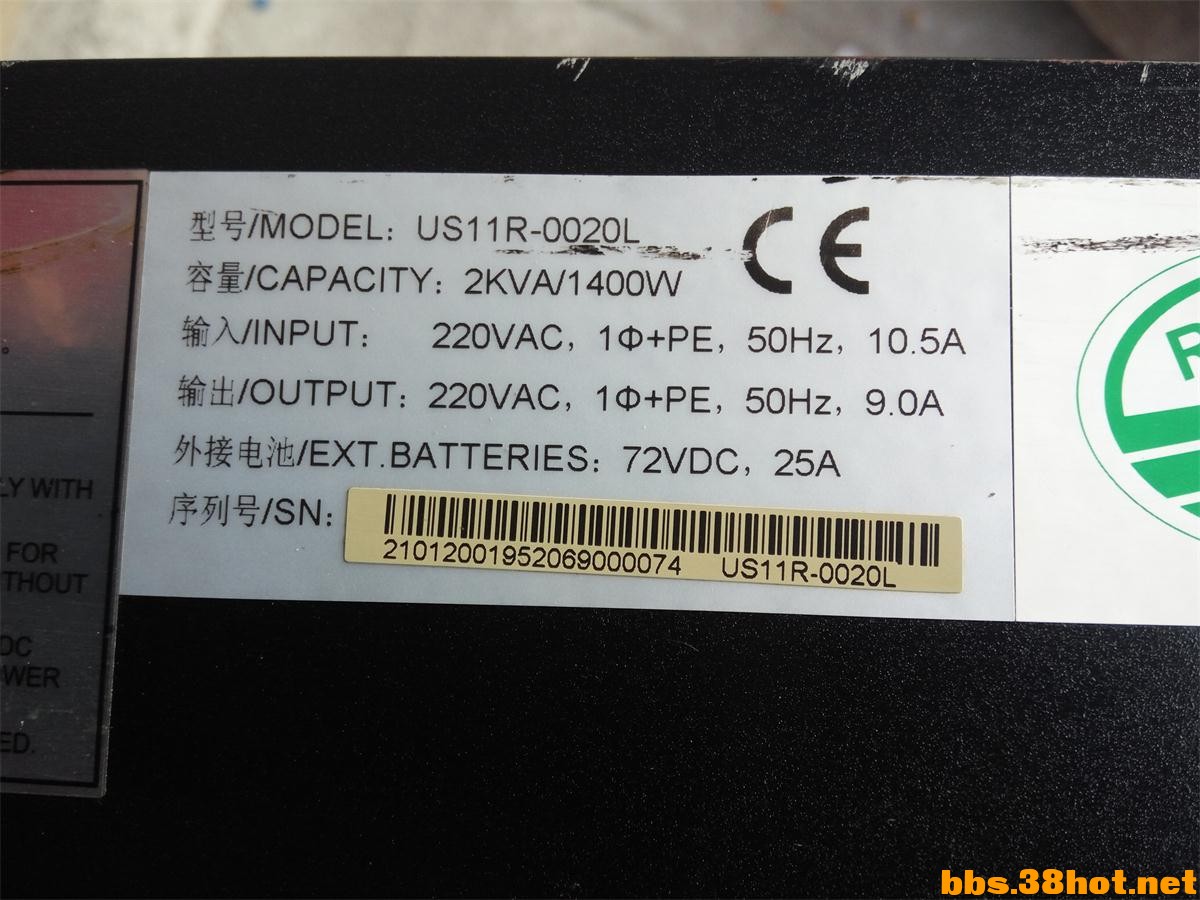 型号/MODEL: US11R-0020L
容量/CAPACITY: 2KVA/1400W
输入/INPUT: 220VAC, 1Φ+PE, 50Hz, 10.5A
输出/OUTPUT: 220VAC, 1Φ+PE, 50Hz, 9.0A
外接电池/EXT.BATTERIES: 72VDC, 25A
序列号/SN:
21012001952069000074 US11R-0020L
CE
R
LY WITH
FOR
ITHOUT
DC
WER
ED.
bbs.38hot.net